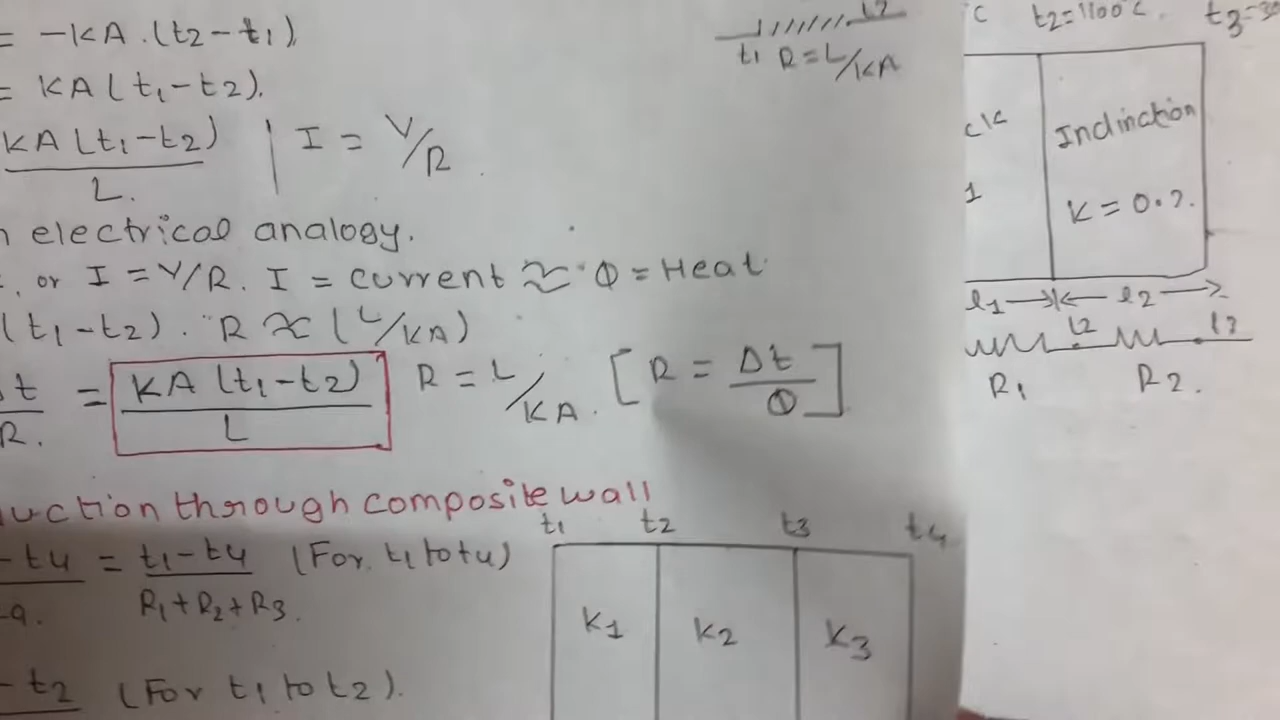 = -KA.(t2-t1).
= KA(t1-t2).
KA(t1-t2)
L.
I = V/R
t1 R=L/KA
electrical analogy.
or I = V/R. I = current ≈ Φ = Heat
(t1-t2). R ≈ (L/KA)
t
R.
= KA(t1-t2)
L
R = L/KA. [R = Δt
Φ]
uction through composite wall
-t4 = t1-t4 (For t1 to t4)
R1+R2+R3.
-t2 (For t1 to t2).
t1 t2 t3 t4
K1 K2 K3
°C t2=1100°C. t3=
1
K = 0.2.
l1 l2
R1 R2.